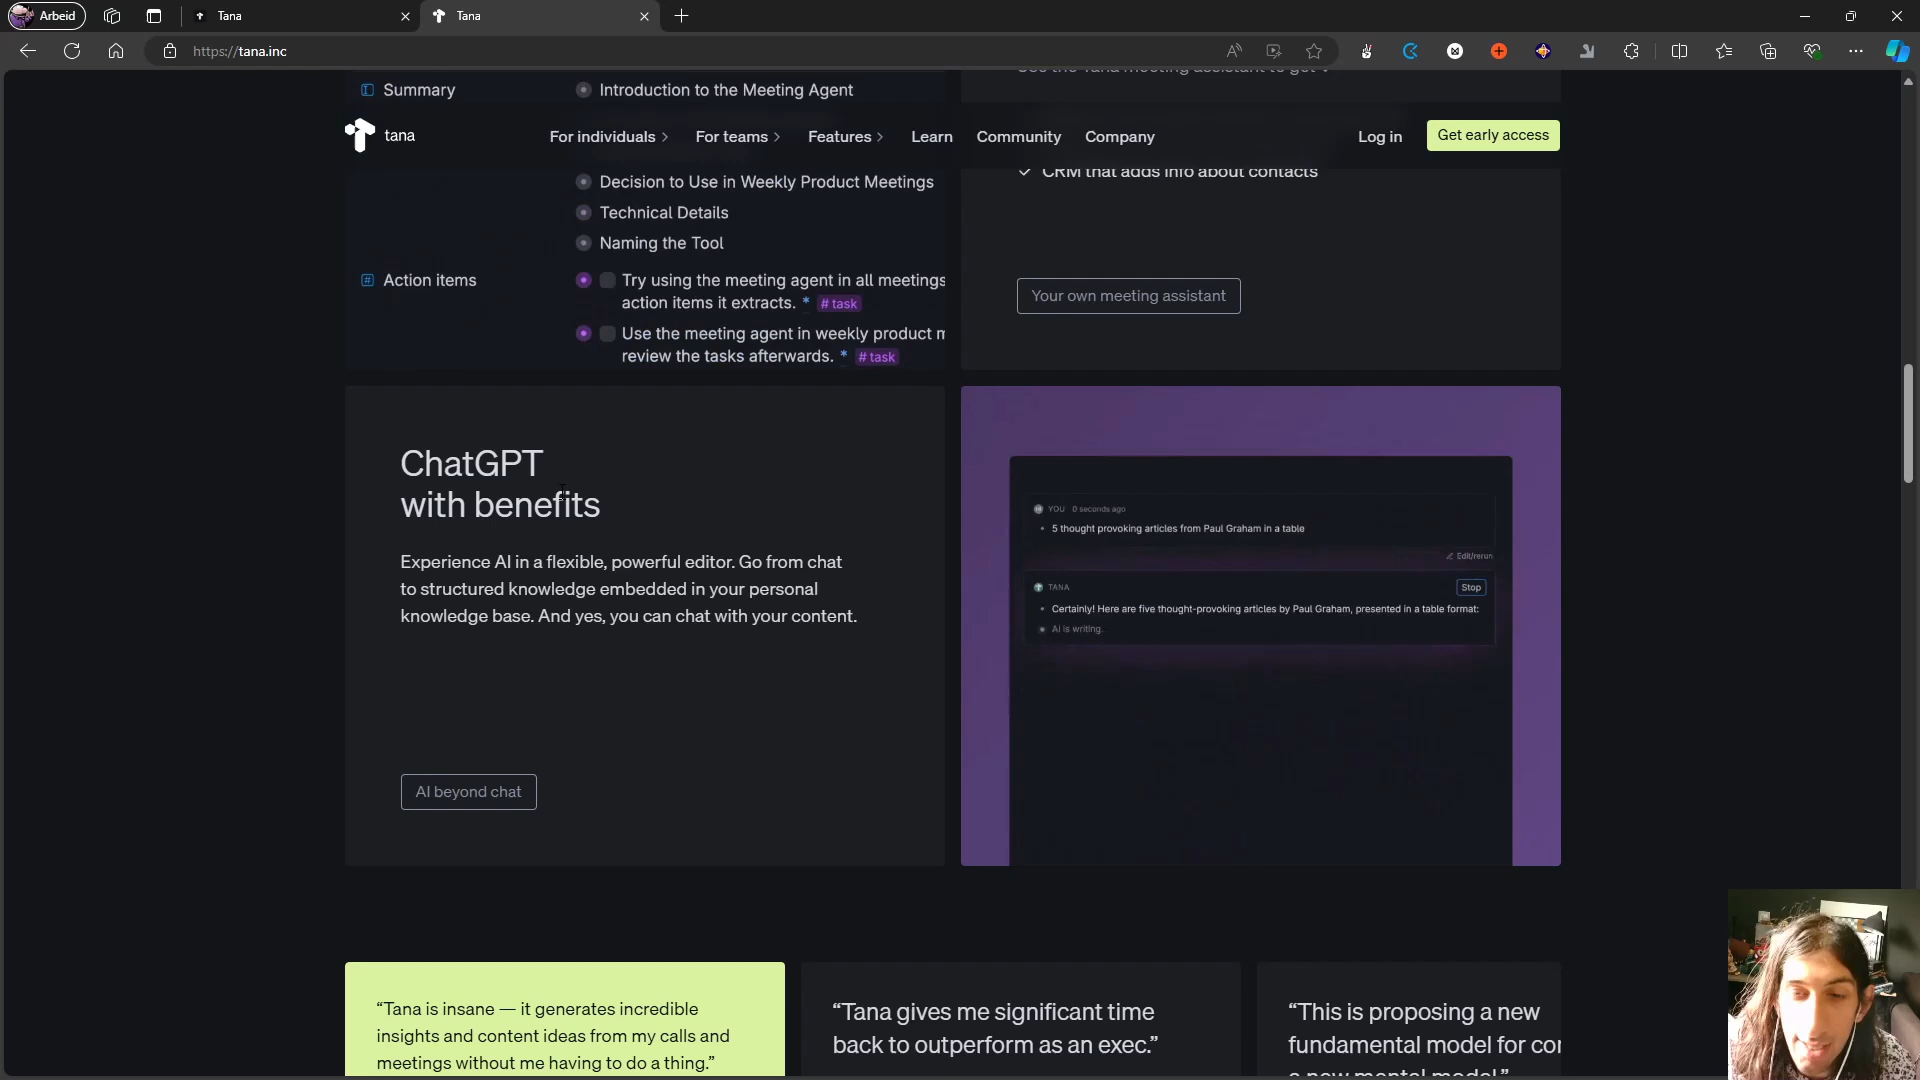 Arbeid
Tana
Tana
https://tana.inc
Summary
Introduction to the Meeting Agent
tana
For individuals
For teams
Features
Learn
Community
Company
Log in
Get early access
Decision to Use in Weekly Product Meetings
Technical Details
Naming the Tool
Action items
Try using the meeting agent in all meetings
action items it extracts. * # task
Use the meeting agent in weekly product m
review the tasks afterwards. * # task
CRM that adds info about contacts
Your own meeting assistant
ChatGPT
with benefits
Experience AI in a flexible, powerful editor. Go from chat
to structured knowledge embedded in your personal
knowledge base. And yes, you can chat with your content.
AI beyond chat
YOU 0 seconds ago
5 thought provoking articles from Paul Graham in a table
Edit/rerun
TANA
Stop
Certainly! Here are five thought-provoking articles by Paul Graham, presented in a table format:
AI is writing.
“Tana is insane — it generates incredible
insights and content ideas from my calls and
meetings without me having to do a thing.”
“Tana gives me significant time
back to outperform as an exec.”
“This is proposing a new
fundamental model for cor
a new mental model.”